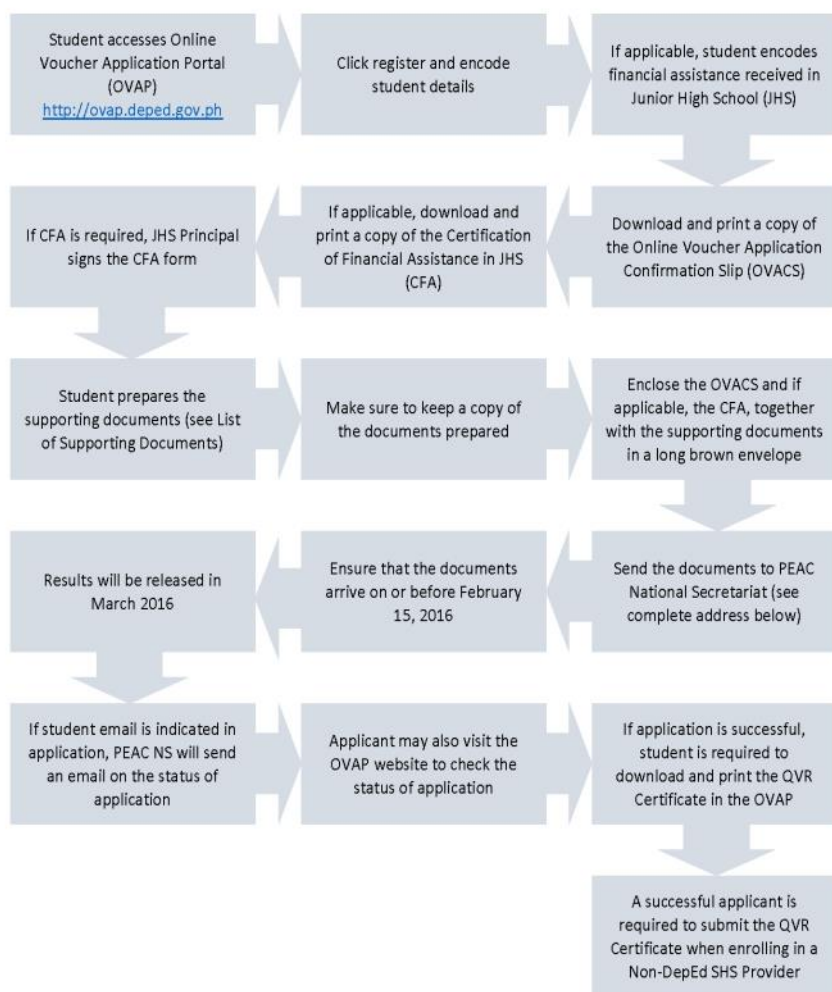 Student accesses Online
Voucher Application Portal
(OVAP)
http://ovap.deped.gov.ph
Click register and encode
student details
If applicable, student encodes
financial assistance received in
Junior High School (JHS)
Download and print a copy of
the Online Voucher Application
Confirmation Slip (OVACS)
If applicable, download and
print a copy of the Certification
of Financial Assistance in JHS
(CFA)
If CFA is required, JHS Principal
signs the CFA form
Student prepares the
supporting documents (see List
of Supporting Documents)
Make sure to keep a copy of
the documents prepared
Enclose the OVACS and if
applicable, the CFA, together
with the supporting documents
in a long brown envelope
Send the documents to PEAC
National Secretariat (see
complete address below)
Ensure that the documents
arrive on or before February
15, 2016
Results will be released in
March 2016
If student email is indicated in
application, PEAC NS will send
an email on the status of
application
Applicant may also visit the
OVAP website to check the
status of application
If application is successful,
student is required to
download and print the QVR
Certificate in the OVAP
A successful applicant is
required to submit the QVR
Certificate when enrolling in a
Non-DepEd SHS Provider